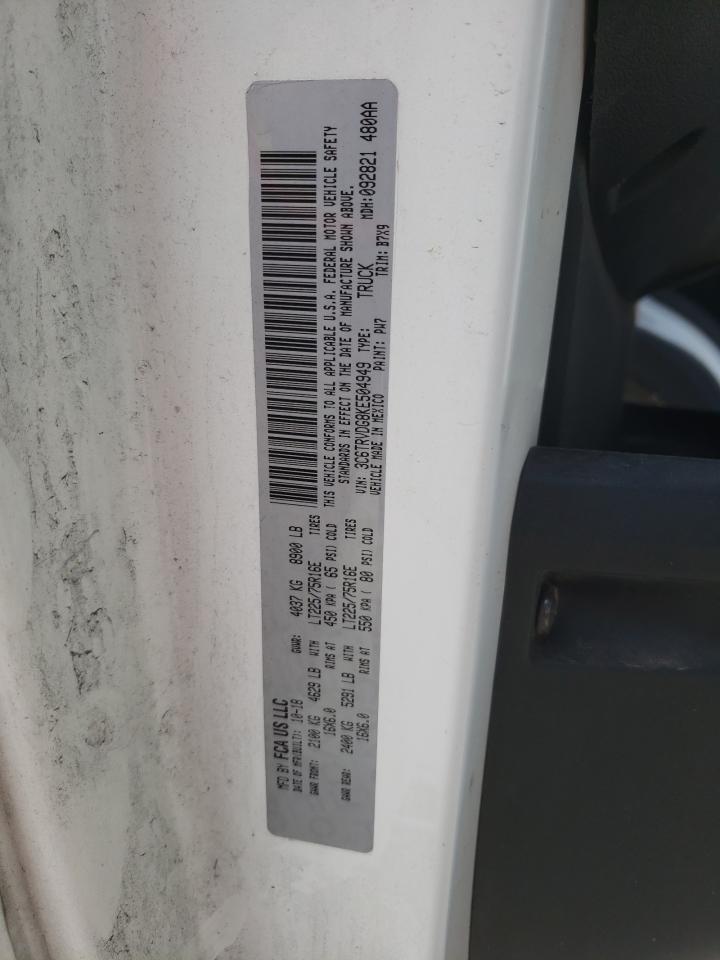 MFD BY FCA US LLC
DATE OF MFR(BUILT): 10-18 GVWR: 4037 KG 8900 LB
GAWR FRONT: 2100 KG 4629 LB WITH LT225/75R16E TIRES
16X6.0 RIMS AT 450 KPA ( 65 PSI) COLD
GAWR REAR: 2400 KG 5291 LB WITH LT225/75R16E TIRES
16X6.0 RIMS AT 550 KPA ( 80 PSI) COLD
THIS VEHICLE CONFORMS TO ALL APPLICABLE U.S.A. FEDERAL MOTOR VEHICLE SAFETY
STANDARDS IN EFFECT ON THE DATE OF MANUFACTURE SHOWN ABOVE.
VIN: 3C6TRVDG8KE504949 TYPE: TRUCK MDH:092821 480AA
VEHICLE MADE IN MEXICO PAINT: PW7 TRIM: B7X9